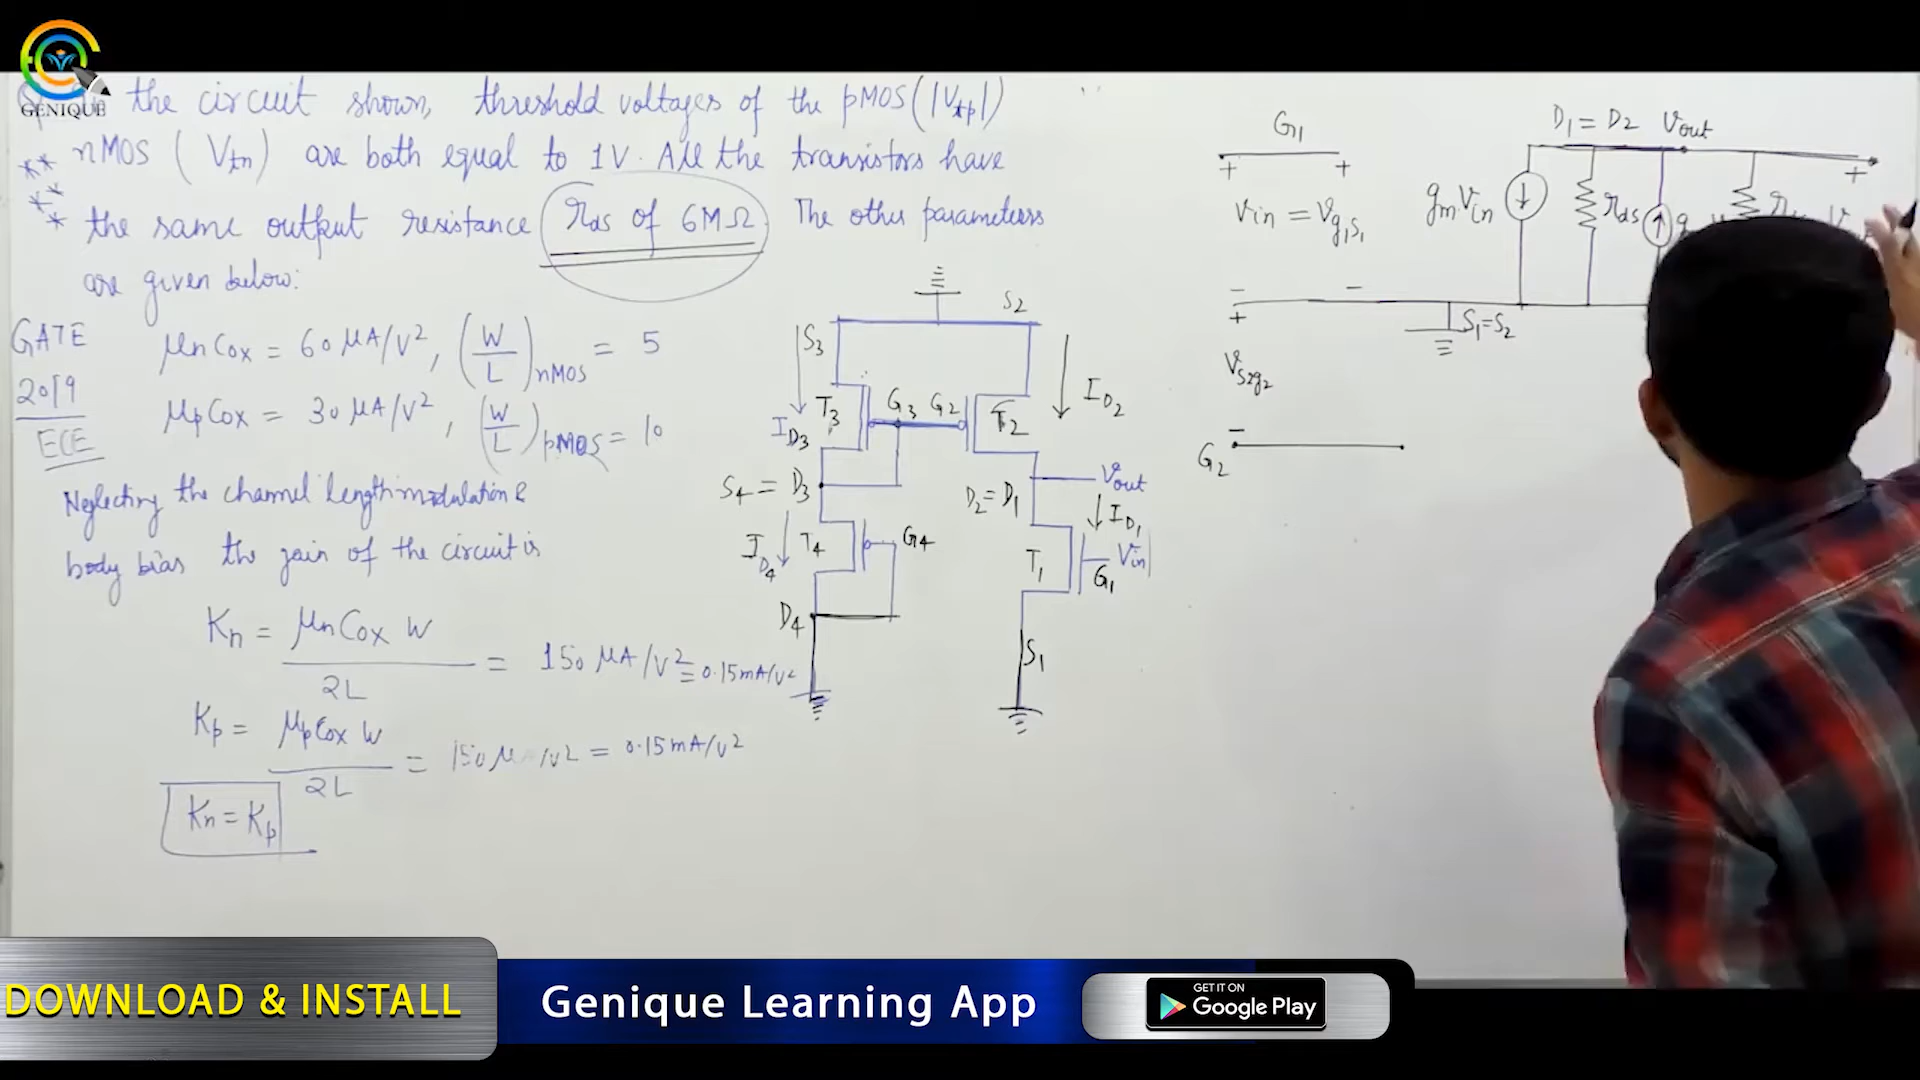 GENIQUE
the circuit shown, threshold voltages of the pMOS(|Vtp|)
** nMOS ( Vtn) are both equal to 1V. All the transistors have
** the same output resistance rds of 6MΩ The other parameters
are given below:
GATE
2019
ECE
μnCox = 60 μA/V², (W/L)nMOS = 5
μpCox = 30 μA/V², (W/L)pMOS = 10
Neglecting the channel length modulation &
body bias the gain of the circuit is
Kn = μnCox W / 2L = 150 μA/V² = 0.15mA/V²
Kp = μpCox W / 2L = 150 μA/V² = 0.15mA/V²
Kn = Kp
S2
S3
T3
G3 G2
T2
ID3
ID2
S4 = D3
D2=D1
Vout
ID1
ID4
T4
G4
T1
G1
Vin
D4
S1
G1
+ +
Vin = Vg1s1
- -
+
Vsg2
-
G2
D1 = D2 Vout
+
gm.Vin
rds
S1=S2
DOWNLOAD & INSTALL
Genique Learning App
GET IT ON
Google Play